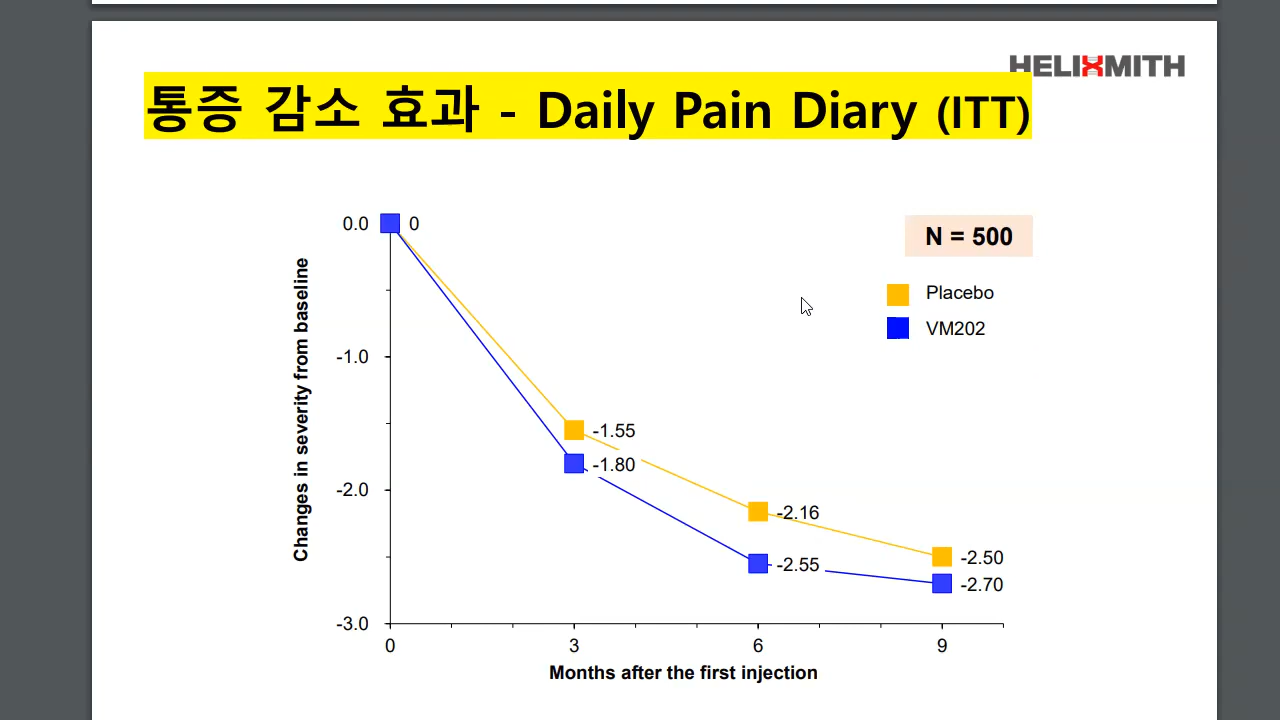 HELIXMITH
통증 감소 효과 - Daily Pain Diary (ITT)
0.0
0
N = 500
Placebo
VM202
Changes in severity from baseline
-1.0
-1.55
-1.80
-2.0
-2.16
-2.55
-2.50
-2.70
-3.0
0 3 6 9
Months after the first injection